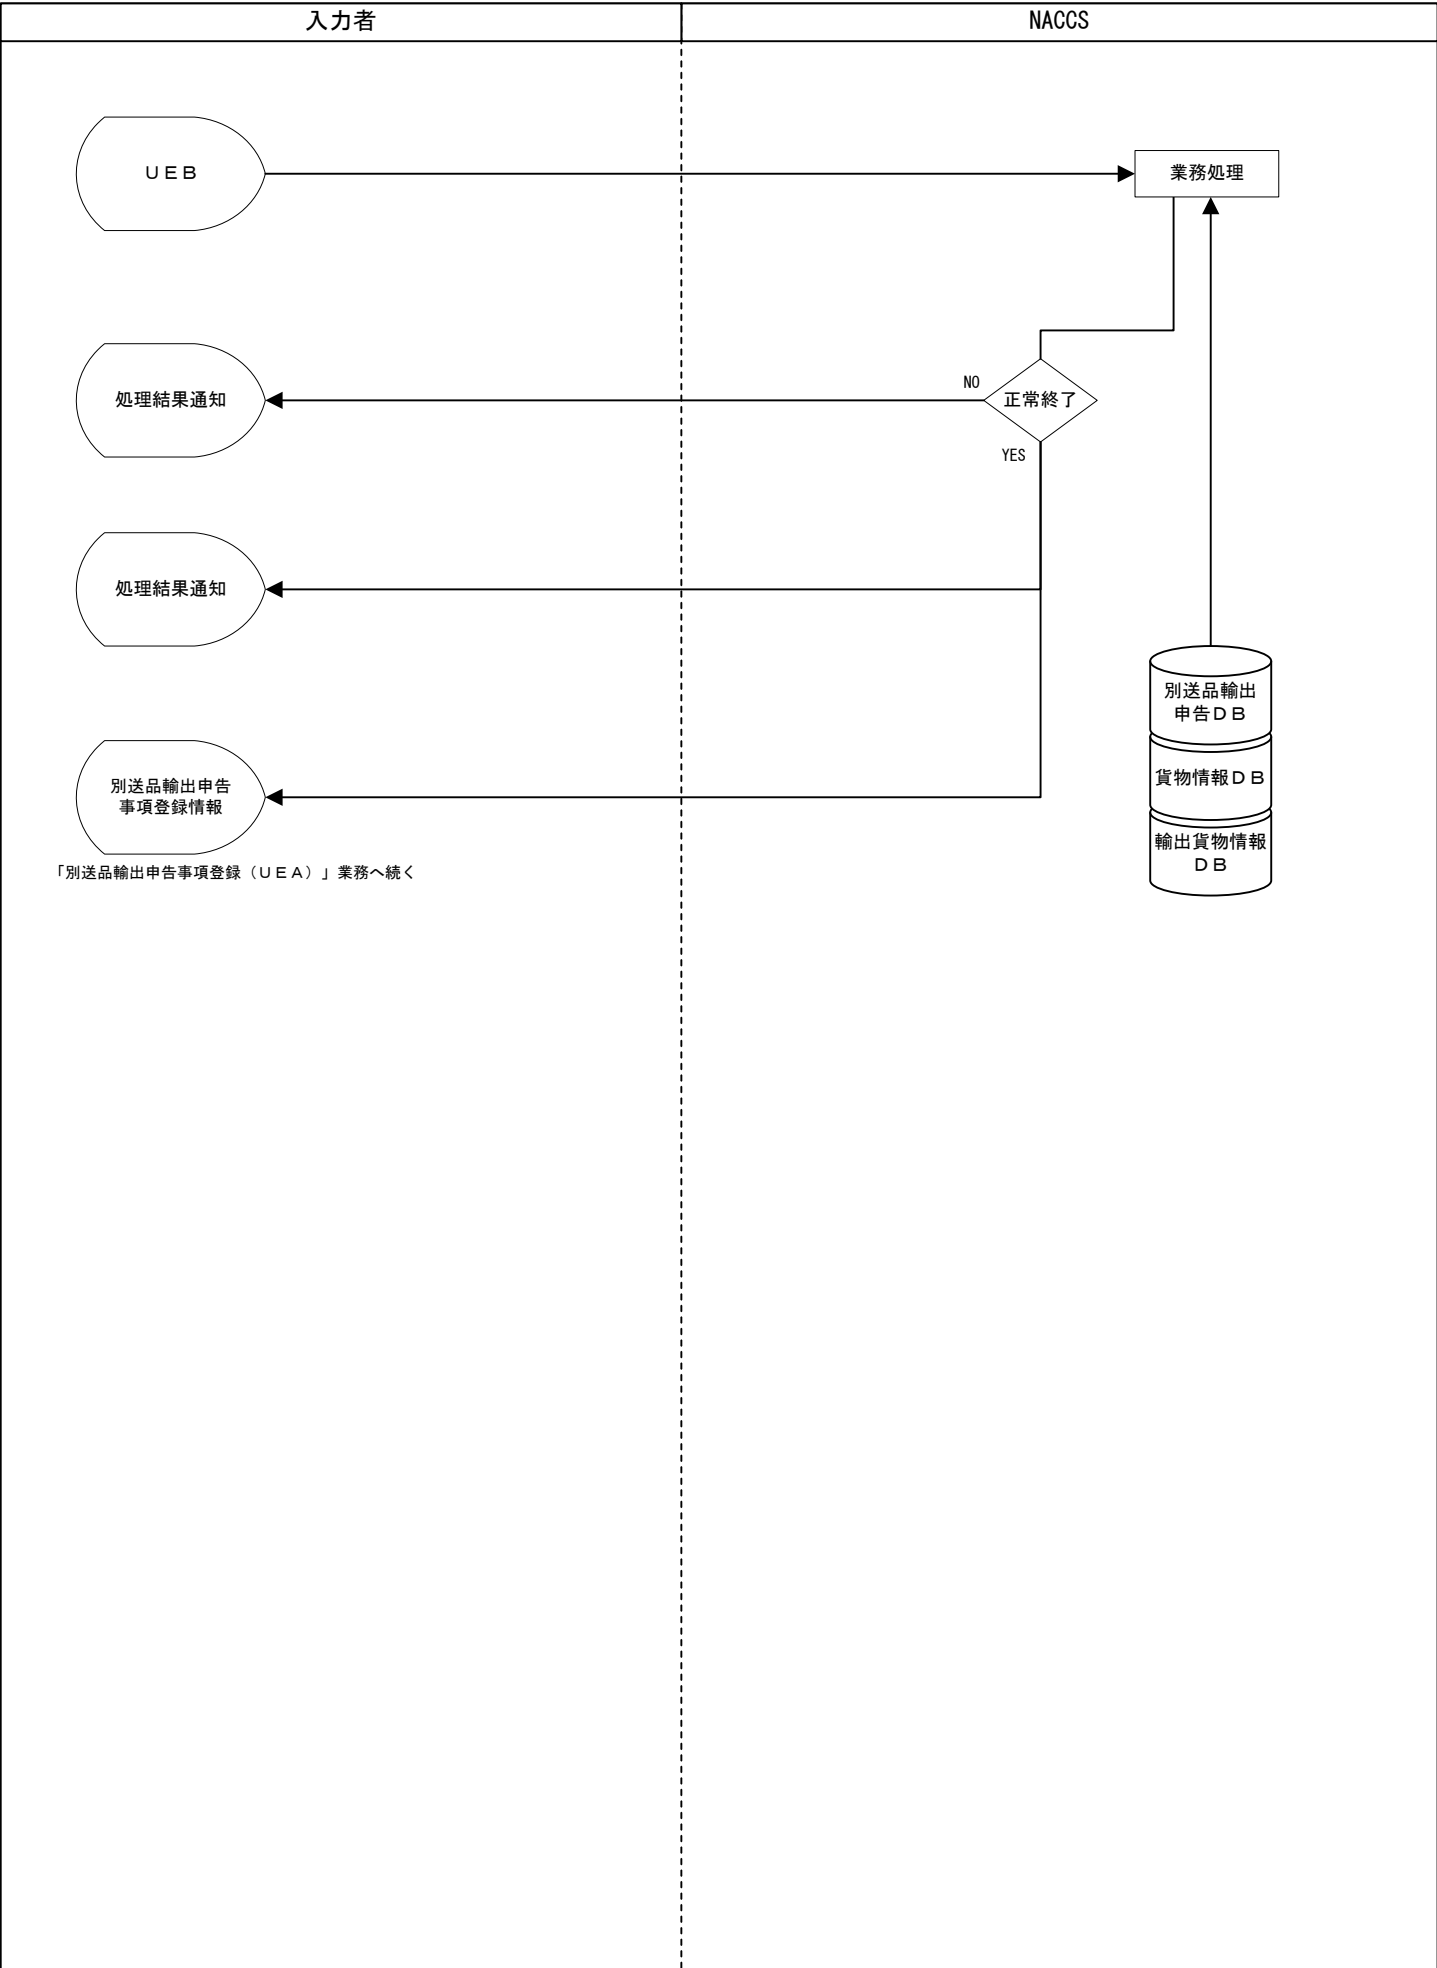 入力者
NACCS
ＵＥＢ
業務処理
処理結果通知
NO
正常終了
YES
処理結果通知
別送品輸出
申告ＤＢ
貨物情報ＤＢ
輸出貨物情報
ＤＢ
別送品輸出申告
事項登録情報
「別送品輸出申告事項登録（ＵＥＡ）」業務へ続く